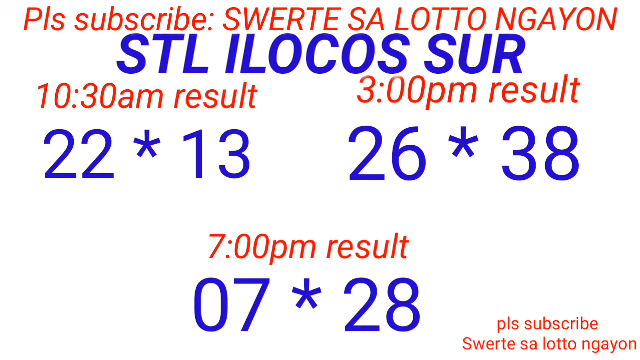 Pls subscribe: SWERTE SA LOTTO NGAYON
STL ILOCOS SUR
10:30am result
22 * 13
3:00pm result
26 * 38
7:00pm result
07 * 28
pls subscribe
Swerte sa lotto ngayon